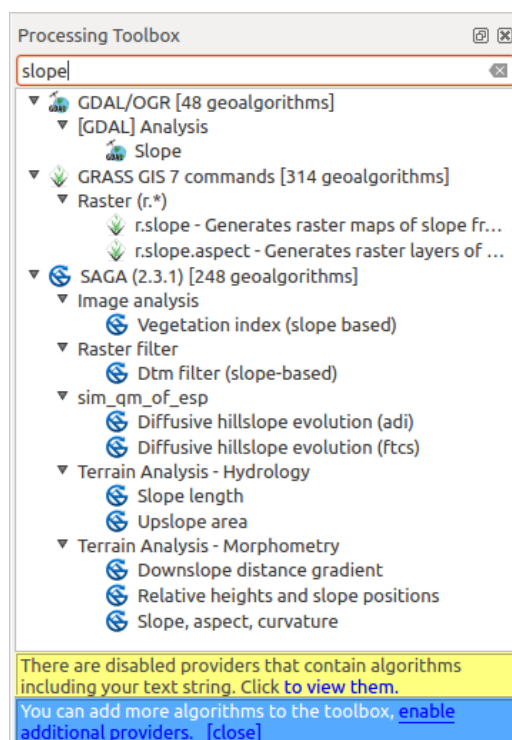 Processing Toolbox
slope
GDAL/OGR [48 geoalgorithms]
[GDAL] Analysis
Slope
GRASS GIS 7 commands [314 geoalgorithms]
Raster (r.*)
r.slope - Generates raster maps of slope fr...
r.slope.aspect - Generates raster layers of ...
SAGA (2.3.1) [248 geoalgorithms]
Image analysis
Vegetation index (slope based)
Raster filter
Dtm filter (slope-based)
sim_qm_of_esp
Diffusive hillslope evolution (adi)
Diffusive hillslope evolution (ftcs)
Terrain Analysis - Hydrology
Slope length
Upslope area
Terrain Analysis - Morphometry
Downslope distance gradient
Relative heights and slope positions
Slope, aspect, curvature
There are disabled providers that contain algorithms
including your text string. Click to view them.
You can add more algorithms to the toolbox, enable
additional providers. [close]